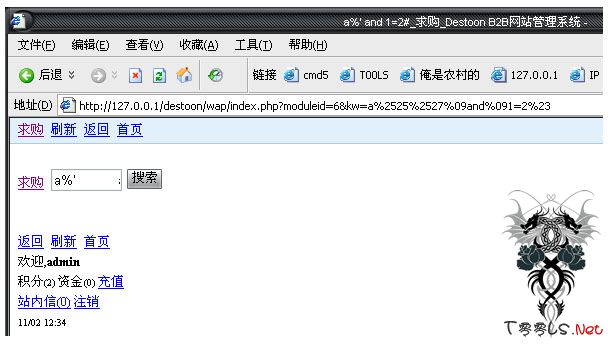 a%' and 1=2#_求购_Destoon B2B网站管理系统 -
文件(F) 编辑(E) 查看(V) 收藏(A) 工具(T) 帮助(H)
后退 链接 cmd5 TOOLS 俺是农村的 127.0.0.1 IP
地址(D) http://127.0.0.1/destoon/wap/index.php?moduleid=6&kw=a%2525%2527%09and%091=2%23
求购 刷新 返回 首页
求购 a%' 搜索
返回 刷新 首页
欢迎,admin
积分(2) 资金(0) 充值
站内信(0) 注销
11/02 12:34
T00LS.Net